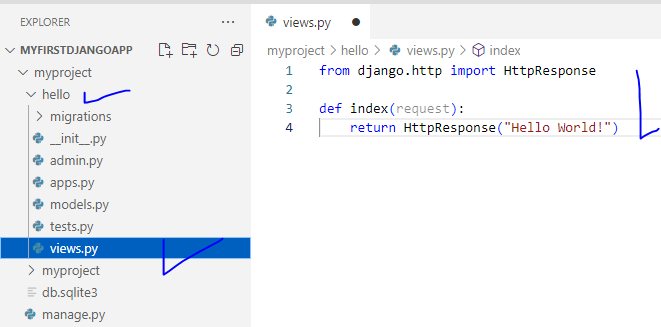 EXPLORER
MYFIRSTDJANGOAPP
myproject
hello
migrations
__init__.py
admin.py
apps.py
models.py
tests.py
views.py
myproject
db.sqlite3
manage.py
views.py
myproject > hello > views.py > index
1 from django.http import HttpResponse
2
3 def index(request):
4 return HttpResponse("Hello World!")